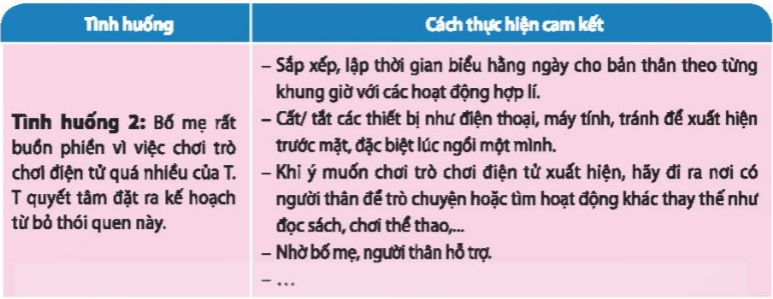 Tình huống
Cách thực hiện cam kết
Tình huống 2: Bố mẹ rất
buồn phiền vì việc chơi trò
chơi điện tử quá nhiều của T.
T quyết tâm đặt ra kế hoạch
từ bỏ thói quen này.
– Sắp xếp, lập thời gian biểu hằng ngày cho bản thân theo từng
khung giờ với các hoạt động hợp lí.
– Cất/ tắt các thiết bị như điện thoại, máy tính, tránh để xuất hiện
trước mặt, đặc biệt lúc ngồi một mình.
– Khi ý muốn chơi trò chơi điện tử xuất hiện, hãy đi ra nơi có
người thân để trò chuyện hoặc tìm hoạt động khác thay thế như
đọc sách, chơi thể thao,...
– Nhờ bố mẹ, người thân hỗ trợ.
– ...